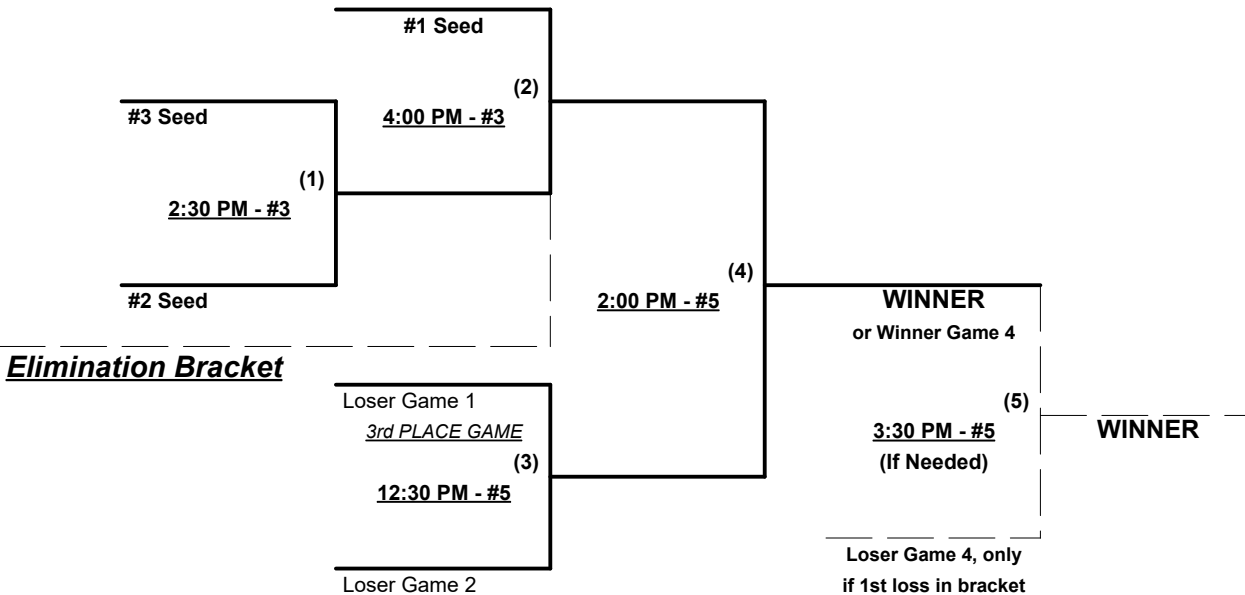 #1 Seed
(2)
#3 Seed
4:00 PM - #3
(1)
2:30 PM - #3
(4)
#2 Seed
2:00 PM - #5
WINNER
or Winner Game 4
Elimination Bracket
Loser Game 1
(5)
3rd PLACE GAME
3:30 PM - #5
WINNER
(3)
(If Needed)
12:30 PM - #5
Loser Game 4, only
Loser Game 2
if 1st loss in bracket